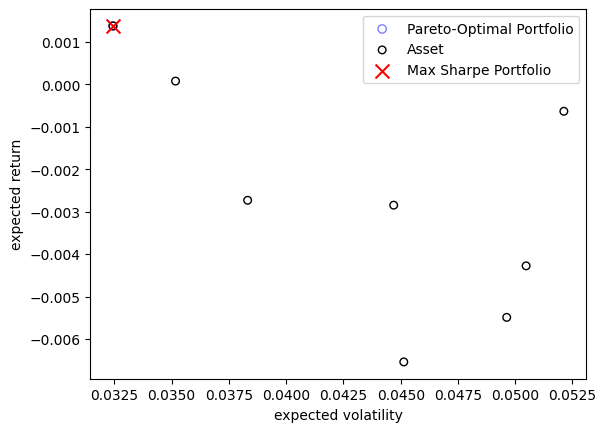 Pareto-Optimal Portfolio
Asset
Max Sharpe Portfolio
0.001
0.000
−0.001
−0.002
−0.003
−0.004
−0.005
−0.006
expected return
0.0325 0.0350 0.0375 0.0400 0.0425 0.0450 0.0475 0.0500 0.0525
expected volatility